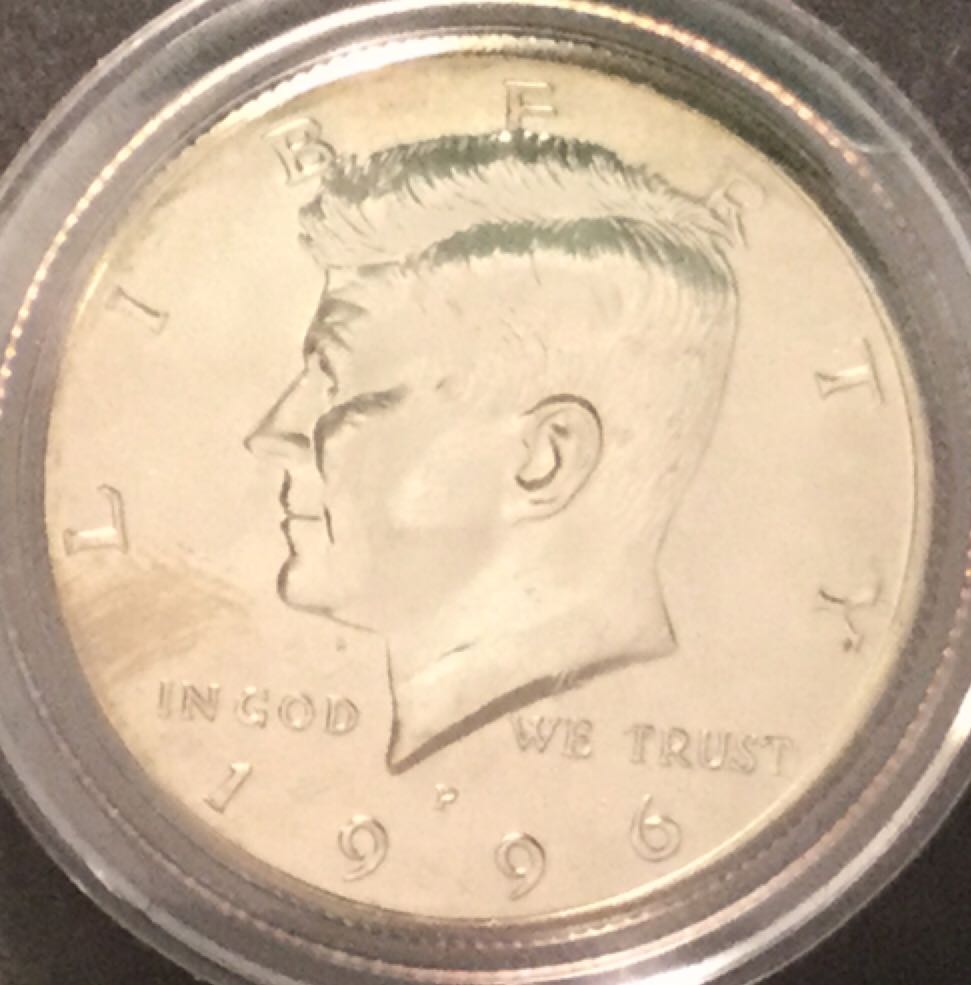 LIBERTY
IN GOD WE TRUST
P
1996